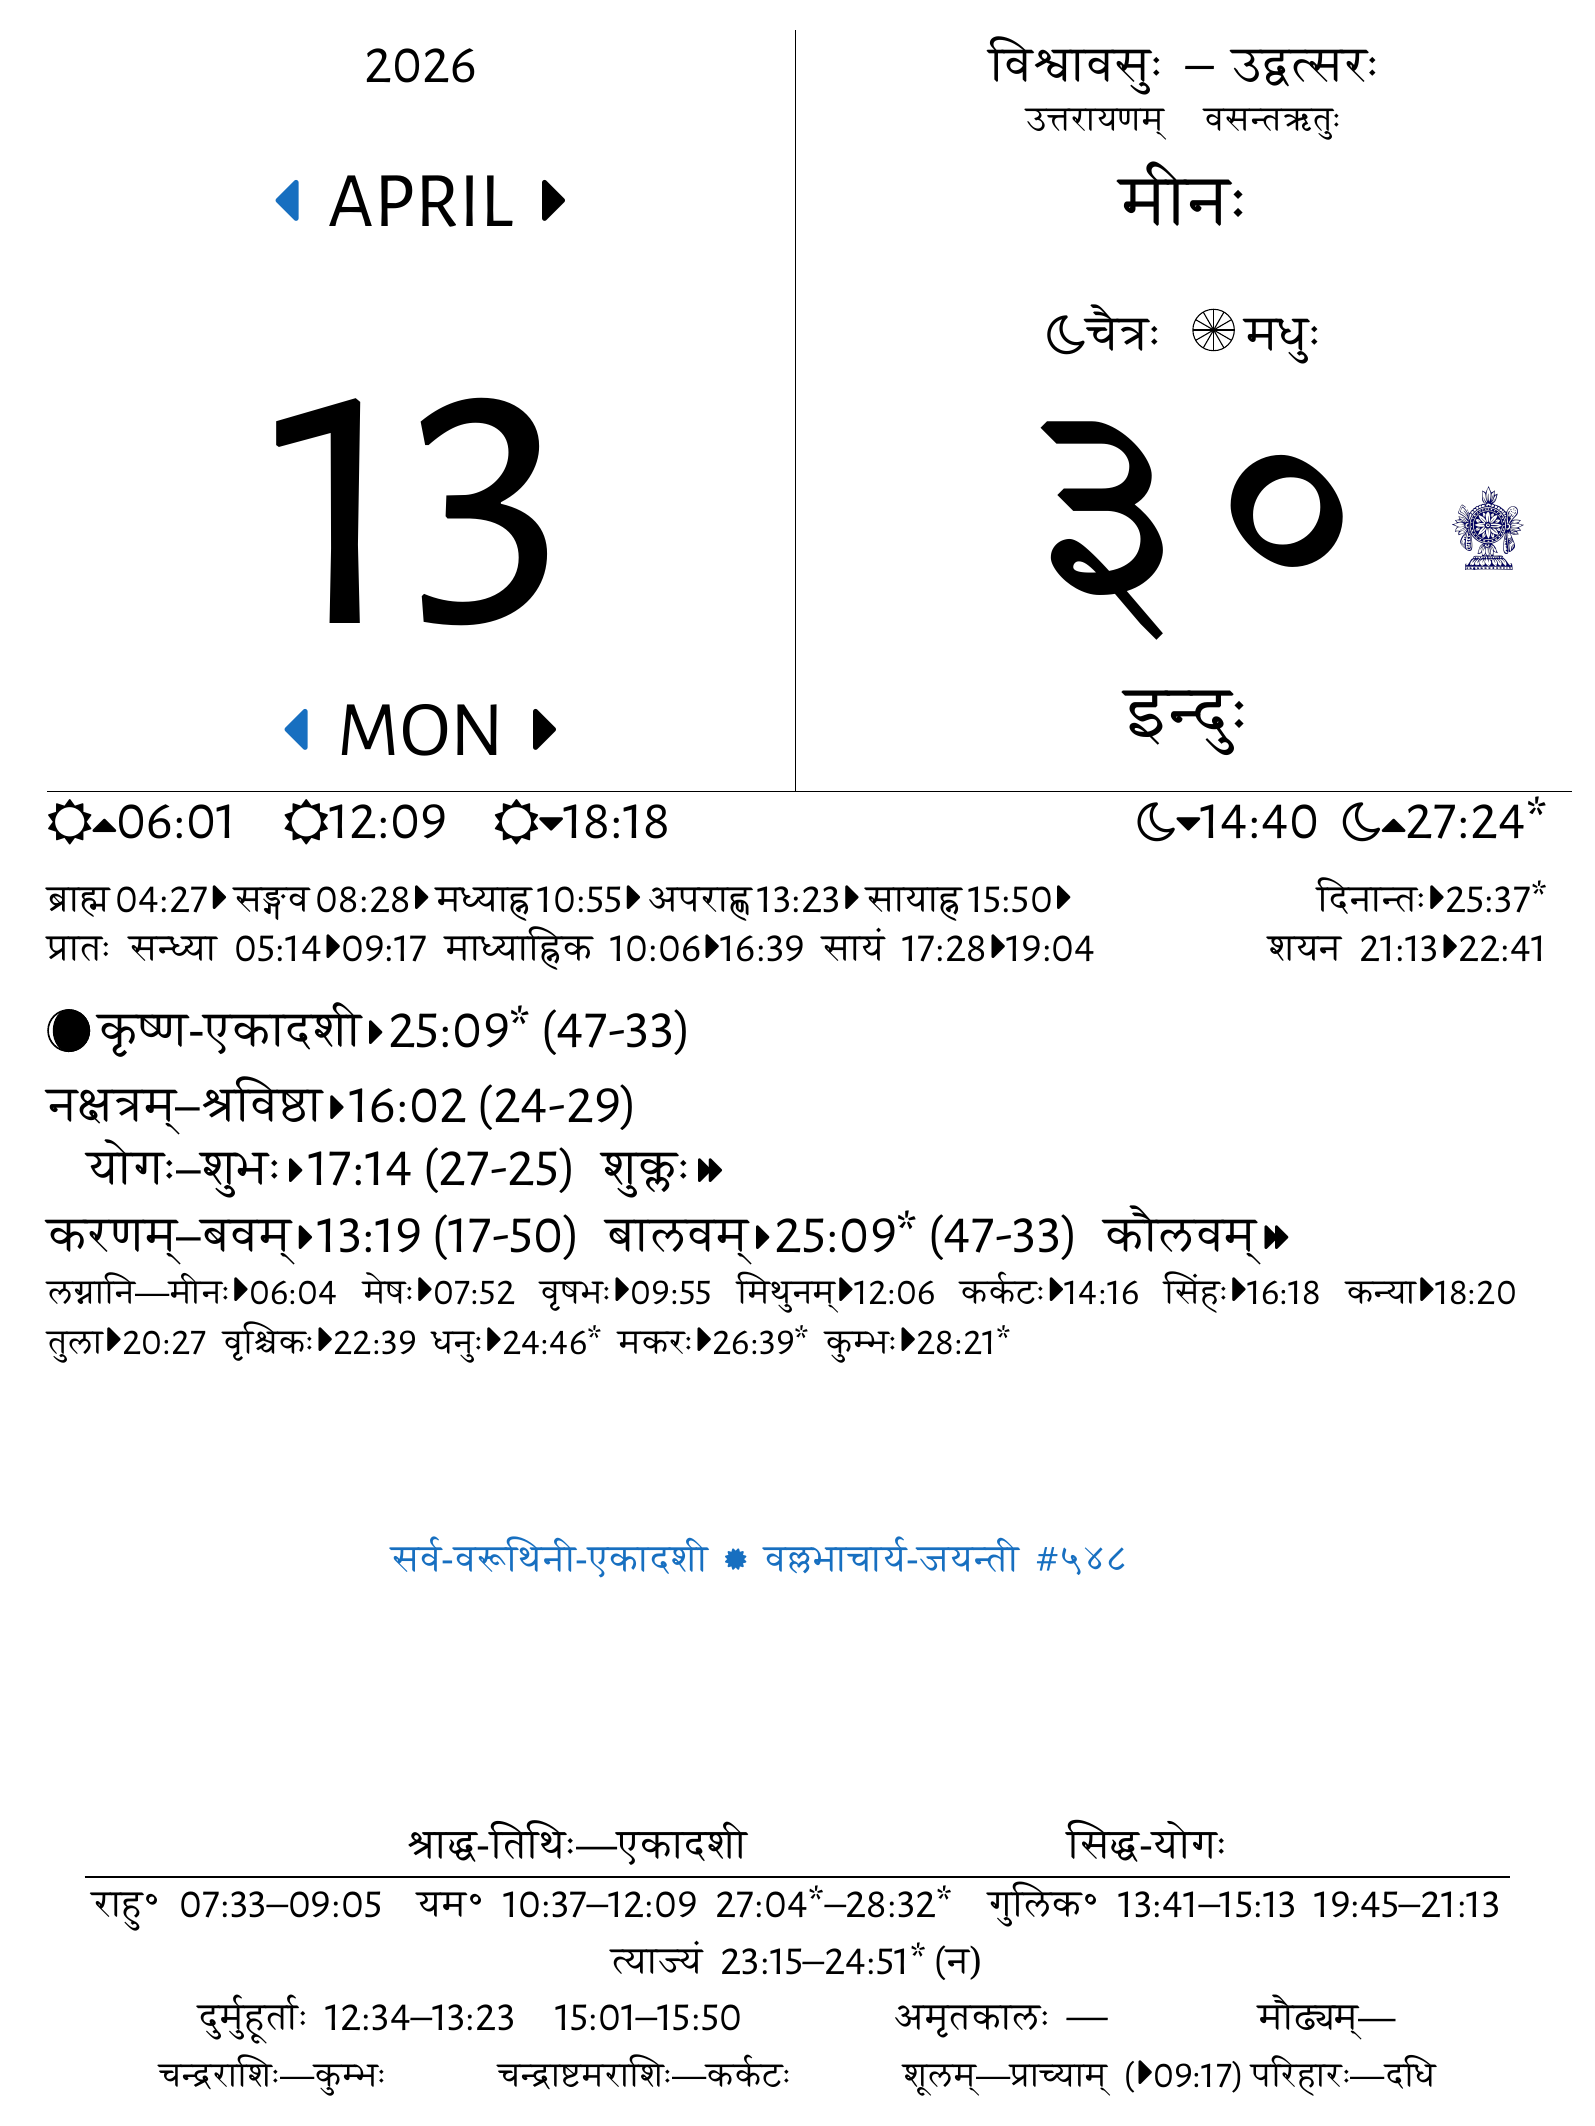 2026
APRIL
13
MON
विश्वावसुः – उद्वत्सरः
उत्तरायणम् वसन्तऋतुः
मीनः
चैत्रः मधुः
३०
इन्दुः
06:01 12:09 18:18 14:40 27:24*
ब्राह्म 04:27 सङ्गव 08:28 मध्याह्न 10:55 अपराह्ण 13:23 सायाह्न 15:50 दिनान्तः 25:37*
प्रातः सन्ध्या 05:14 09:17 माध्याह्निक 10:06 16:39 सायं 17:28 19:04 शयन 21:13 22:41
कृष्ण-एकादशी 25:09* (47-33)
नक्षत्रम्–श्रविष्ठा 16:02 (24-29)
योगः–शुभः 17:14 (27-25) शुक्लः
करणम्–बवम् 13:19 (17-50) बालवम् 25:09* (47-33) कौलवम्
लग्नानि—मीनः 06:04 मेषः 07:52 वृषभः 09:55 मिथुनम् 12:06 कर्कटः 14:16 सिंहः 16:18 कन्या 18:20
तुला 20:27 वृश्चिकः 22:39 धनुः 24:46* मकरः 26:39* कुम्भः 28:21*
सर्व-वरूथिनी-एकादशी वल्लभाचार्य-जयन्ती #५४८
श्राद्ध-तिथिः—एकादशी सिद्ध-योगः
राहु॰ 07:33–09:05 यम॰ 10:37–12:09 27:04*–28:32* गुलिक॰ 13:41–15:13 19:45–21:13
त्याज्यं 23:15–24:51* (न)
दुर्मुहूर्ताः 12:34–13:23 15:01–15:50 अमृतकालः — मौढ्यम्—
चन्द्रराशिः—कुम्भः चन्द्राष्टमराशिः—कर्कटः शूलम्—प्राच्याम् (09:17) परिहारः—दधि